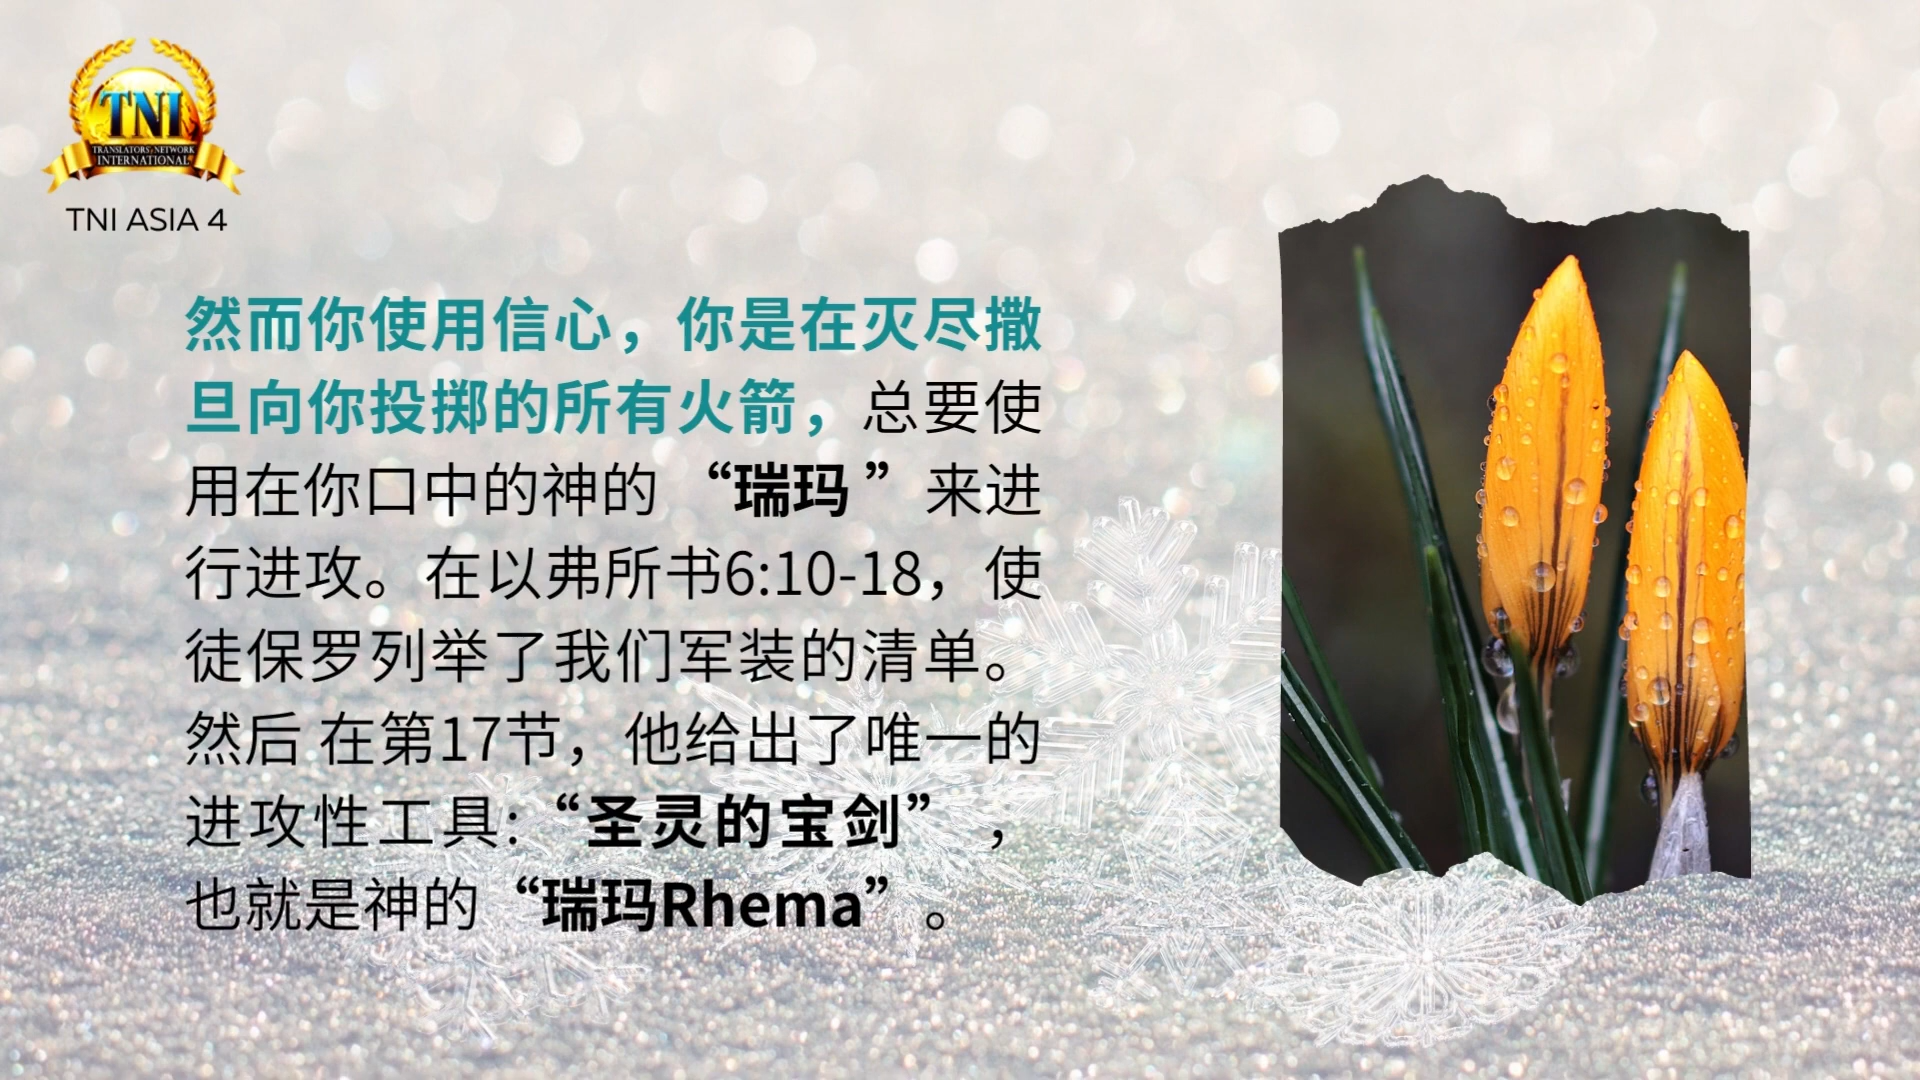 TNI
TRANSLATORS' NETWORK
INTERNATIONAL
TNI ASIA 4
然而你使用信心，你是在灭尽撒
旦向你投掷的所有火箭，总要使
用在你口中的神的 “瑞玛 ” 来进
行进攻。在以弗所书6:10-18，使
徒保罗列举了我们军装的清单。
然后 在第17节，他给出了唯一的
进攻性工具:“圣灵的宝剑” ，
也就是神的“瑞玛Rhema” 。